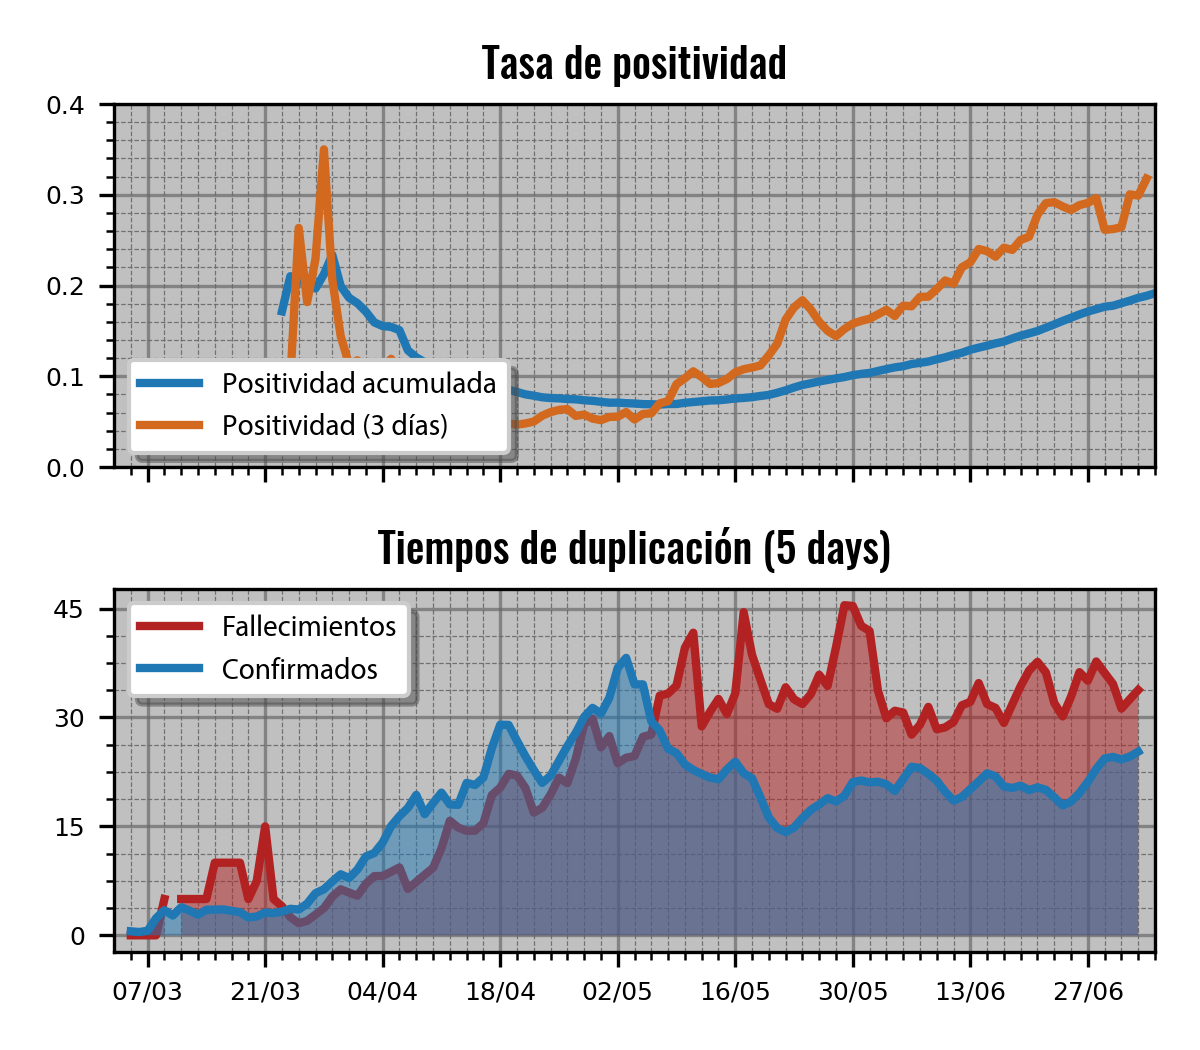 Tasa de positividad
0.4
0.3
0.2
0.1
0.0
Positividad acumulada
Positividad (3 días)
Tiempos de duplicación (5 days)
45
30
15
0
Fallecimientos
Confirmados
07/03 21/03 04/04 18/04 02/05 16/05 30/05 13/06 27/06